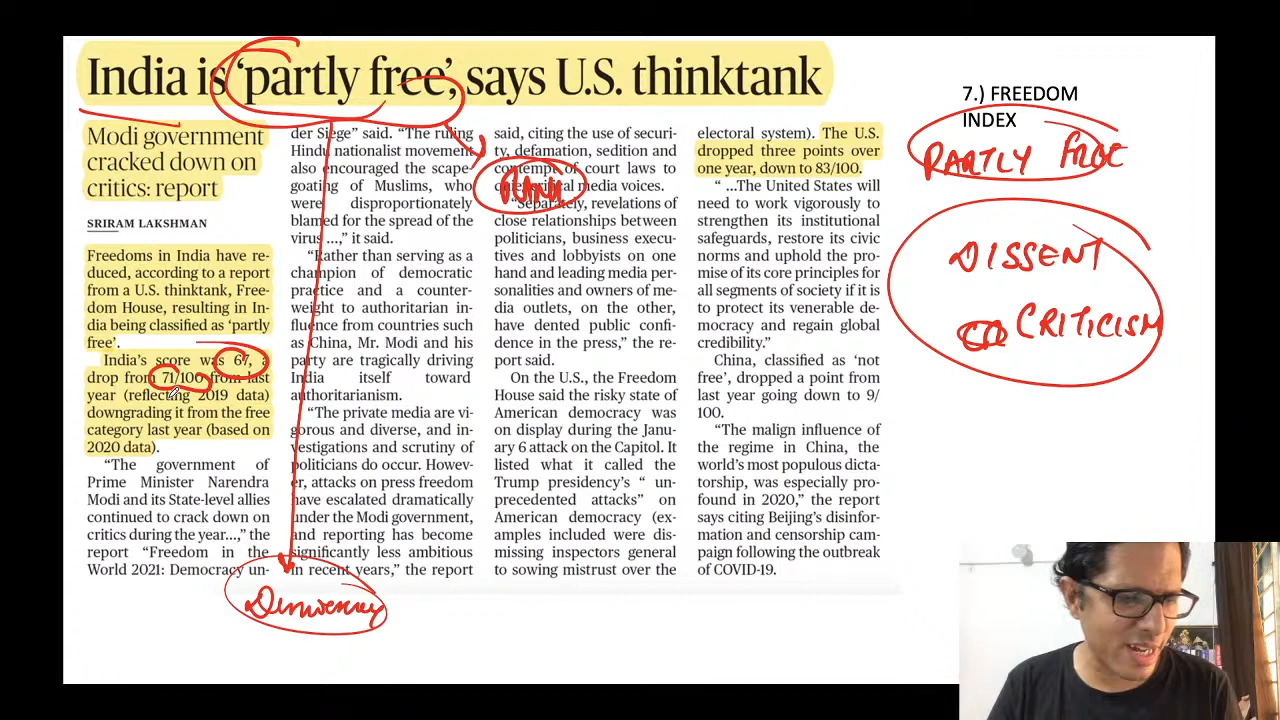 India is ‘partly free’, says U.S. thinktank
Modi government
cracked down on
critics: report
SRIRAM LAKSHMAN
Freedoms in India have re-
duced, according to a report
from a U.S. thinktank, Free-
dom House, resulting in In-
dia being classified as ‘partly
free’.
India’s score was 67, a
drop from 71/100 from last
year (reflecting 2019 data)
downgrading it from the free
category last year (based on
2020 data).
“The government of
Prime Minister Narendra
Modi and its State-level allies
continued to crack down on
critics during the year...,” the
report “Freedom in the
World 2021: Democracy un-
der Siege” said. “The ruling
Hindu nationalist movement
also encouraged the scape-
goating of Muslims, who
were disproportionately
blamed for the spread of the
virus ...,” it said.
“Rather than serving as a
champion of democratic
practice and a counter-
weight to authoritarian in-
fluence from countries such
as China, Mr. Modi and his
party are tragically driving
India itself toward
authoritarianism.
“The private media are vi-
gorous and diverse, and in-
vestigations and scrutiny of
politicians do occur. Howev-
er, attacks on press freedom
have escalated dramatically
under the Modi government,
and reporting has become
significantly less ambitious
in recent years,” the report
said, citing the use of securi-
ty, defamation, sedition and
contempt of court laws to
quiet critical media voices.
“Separately, revelations of
close relationships between
politicians, business execu-
tives and lobbyists on one
hand and leading media per-
sonalities and owners of me-
dia outlets, on the other,
have dented public confi-
dence in the press,” the re-
port said.
On the U.S., the Freedom
House said the risky state of
American democracy was
on display during the Janu-
ary 6 attack on the Capitol. It
listed what it called the
Trump presidency’s “ un-
precedented attacks” on
American democracy (ex-
amples included were dis-
missing inspectors general
to sowing mistrust over the
electoral system). The U.S.
dropped three points over
one year, down to 83/100.
“ ...The United States will
need to work vigorously to
strengthen its institutional
safeguards, restore its civic
norms and uphold the pro-
mise of its core principles for
all segments of society if it is
to protect its venerable de-
mocracy and regain global
credibility.”
China, classified as ‘not
free’, dropped a point from
last year going down to 9/
100.
“The malign influence of
the regime in China, the
world’s most populous dicta-
torship, was especially pro-
found in 2020,” the report
says citing Beijing’s disinfor-
mation and censorship cam-
paign following the outbreak
of COVID-19.
Democracy
7.) FREEDOM
INDEX
PARTLY FREE
DISSENT
CRITICISM